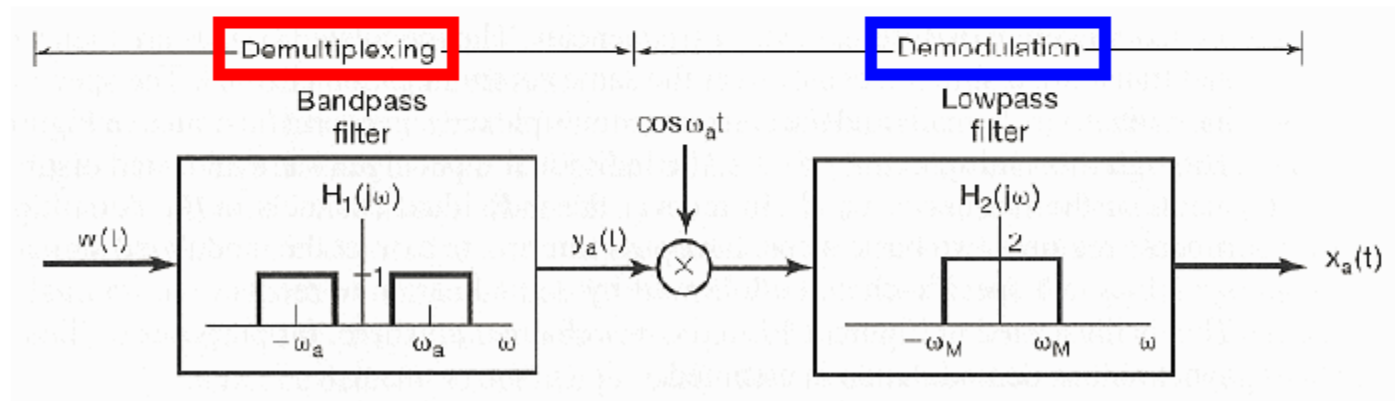 Demultiplexing
Demodulation
Bandpass
filter
Lowpass
filter
cos ωat
H1(jω)
H2(jω)
w(t)
1
ya(t)
×
2
xa(t)
-ωa
ωa
ω
-ωM
ωM
ω